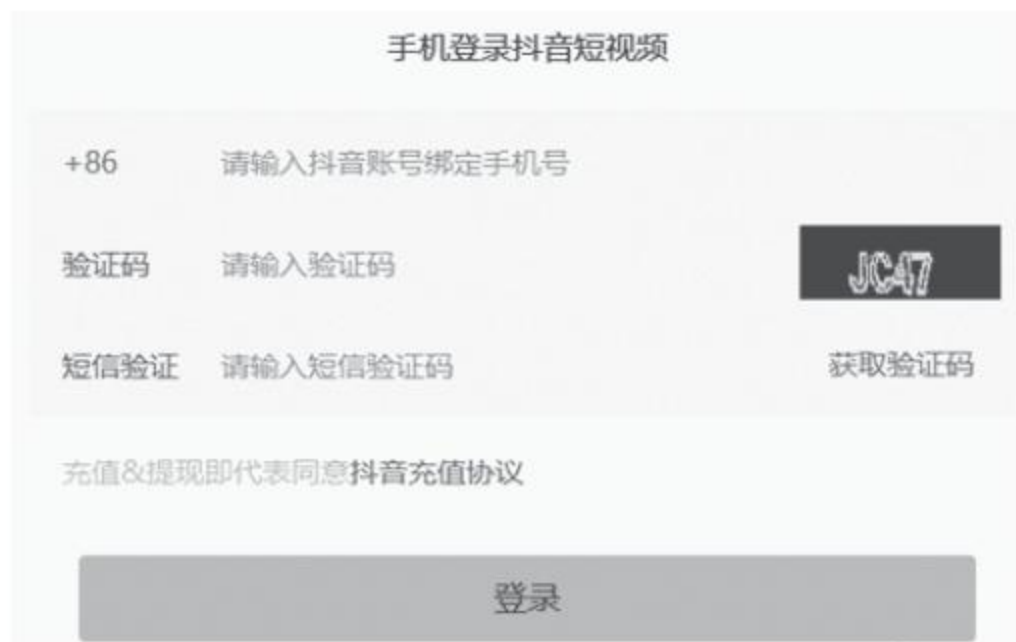 手机登录抖音短视频
+86 请输入抖音账号绑定手机号
验证码 请输入验证码 JC47
短信验证 请输入短信验证码 获取验证码
充值&提现即代表同意抖音充值协议
登录